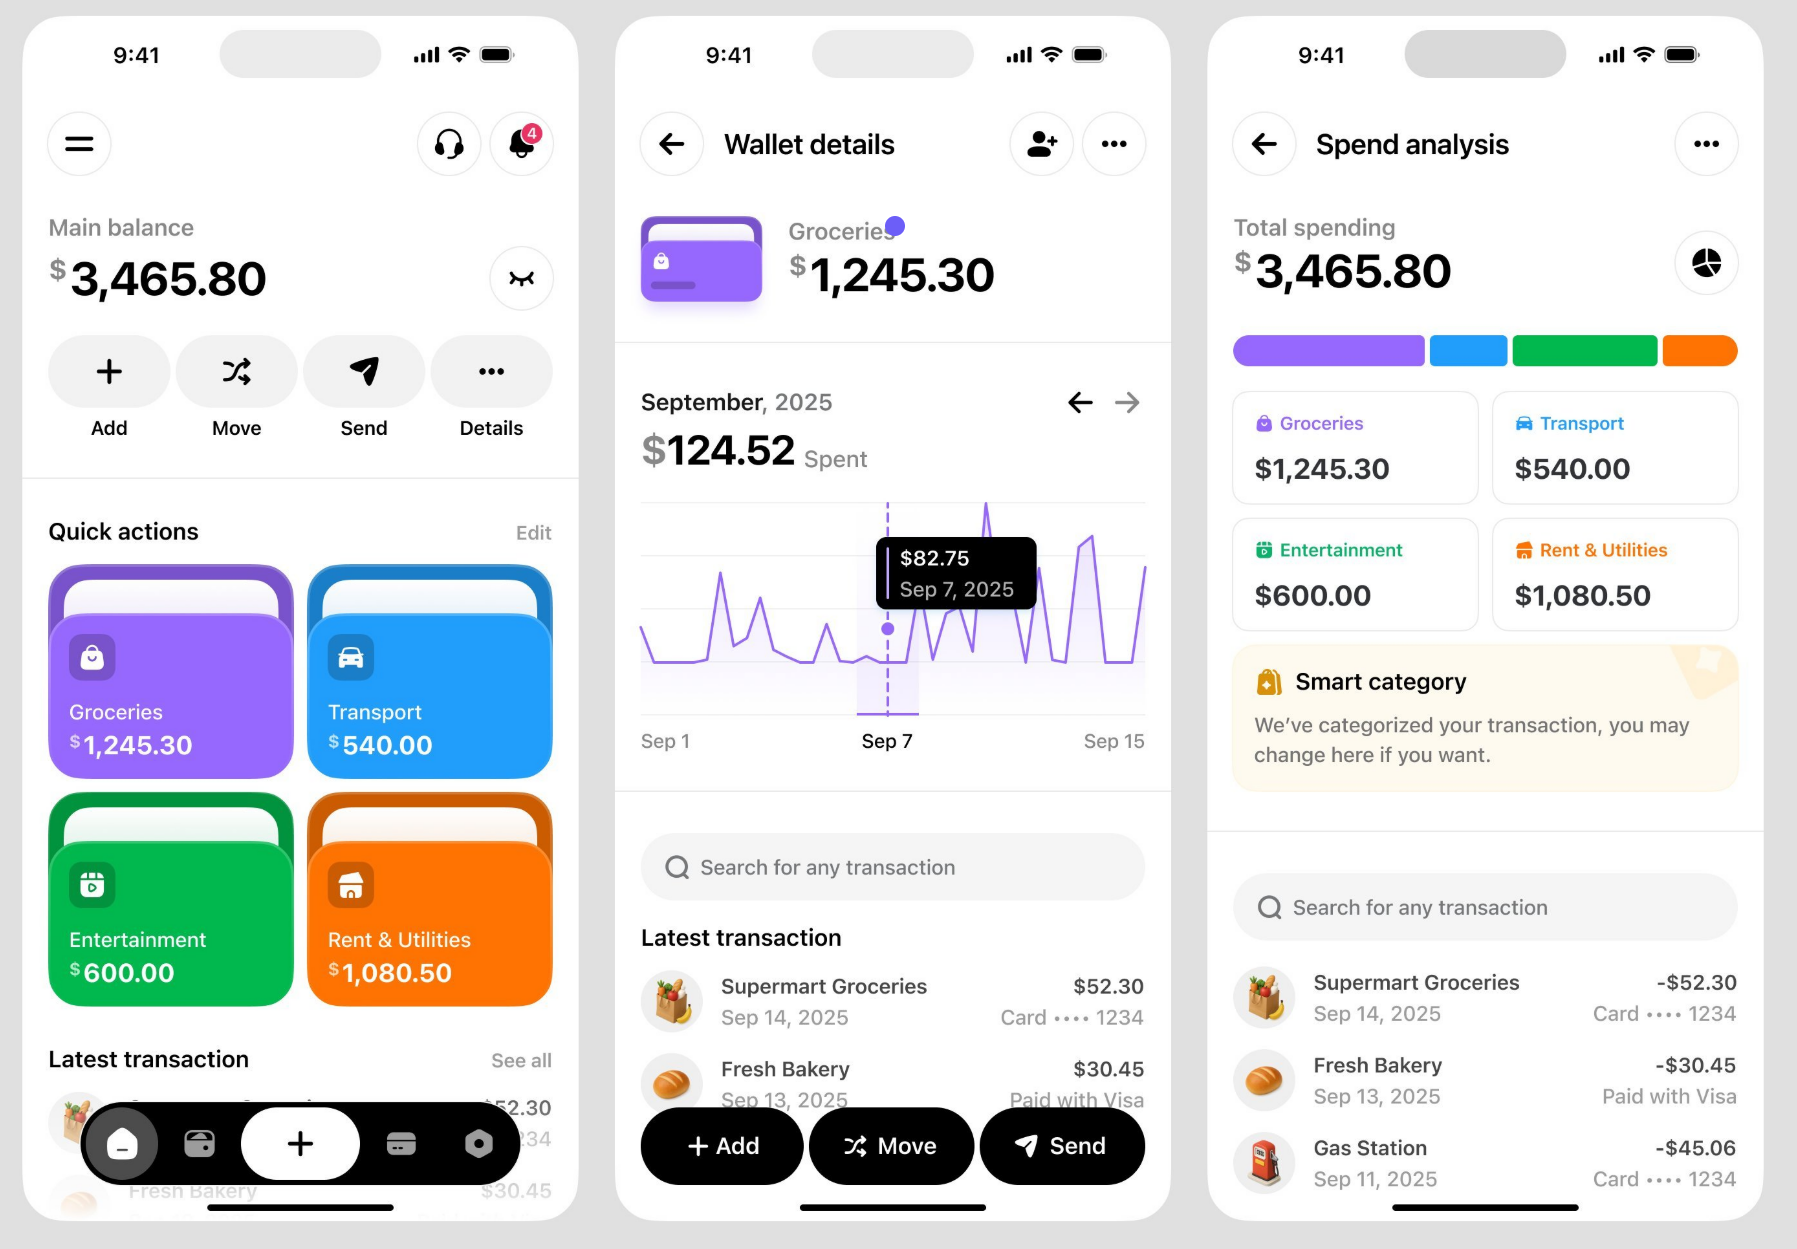 9:41
4
Main balance
$3,465.80
Add
Move
Send
Details
Quick actions
Edit
Groceries
$1,245.30
Transport
$540.00
Entertainment
$600.00
Rent & Utilities
$1,080.50
Latest transaction
See all
$52.30
234
Fresh Bakery
$30.45
9:41
Wallet details
Groceries
$1,245.30
September, 2025
$124.52 Spent
$82.75
Sep 7, 2025
Sep 1
Sep 7
Sep 15
Search for any transaction
Latest transaction
Supermart Groceries
$52.30
Sep 14, 2025
Card •••• 1234
Fresh Bakery
$30.45
Sep 13, 2025
Paid with Visa
Add
Move
Send
9:41
Spend analysis
Total spending
$3,465.80
Groceries
$1,245.30
Transport
$540.00
Entertainment
$600.00
Rent & Utilities
$1,080.50
Smart category
We’ve categorized your transaction, you may
change here if you want.
Search for any transaction
Supermart Groceries
-$52.30
Sep 14, 2025
Card •••• 1234
Fresh Bakery
-$30.45
Sep 13, 2025
Paid with Visa
Gas Station
-$45.06
Sep 11, 2025
Card •••• 1234